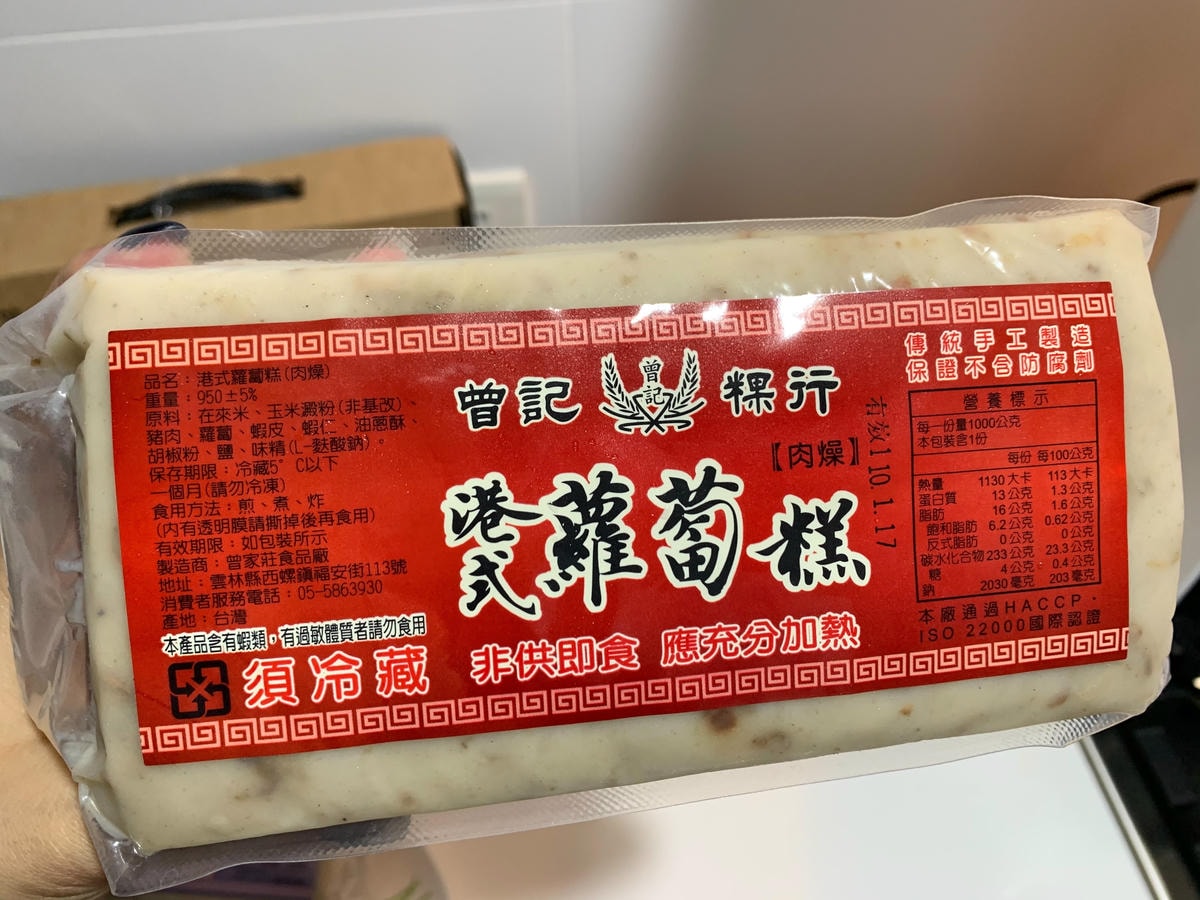 品名：港式蘿蔔糕(肉燥)
重量：950±5%
原料：在來米、玉米澱粉(非基改)、
豬肉、蘿蔔、蝦皮、蝦仁、油蔥酥、
胡椒粉、鹽、味精(L-麩酸鈉)。
保存期限：冷藏5°C以下
一個月(請勿冷凍)
食用方法：煎、煮、炸
(內有透明膜請撕掉後再食用)
有效期限：如包裝所示
製造商：曾家莊食品廠
地址：雲林縣西螺鎮福安街113號
消費者服務電話：05-5863930
產地：台灣
本產品含有蝦類，有過敏體質者請勿食用
須冷藏
曾記 曾記 粿行
【肉燥】
港式蘿蔔糕
非供即食 應充分加熱
有效110.1.17
傳統手工製造
保證不含防腐劑
營養標示
每一份量1000公克
本包裝含1份
每份 每100公克
熱量 1130大卡 113大卡
蛋白質 13公克 1.3公克
脂肪 16公克 1.6公克
飽和脂肪 6.2公克 0.62公克
反式脂肪 0公克 0公克
碳水化合物 233公克 23.3公克
糖 4公克 0.4公克
鈉 2030毫克 203毫克
本廠通過HACCP、
ISO 22000國際認證